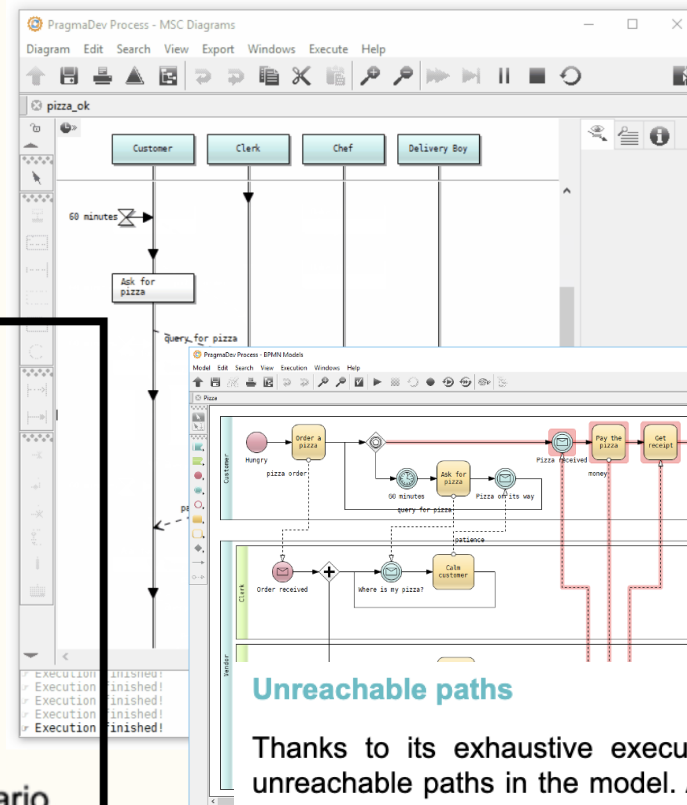 PragmaDev Process - MSC Diagrams
Diagram Edit Search View Export Windows Execute Help
pizza_ok
Customer
Clerk
Chef
Delivery Boy
60 minutes
Ask for
pizza
query_for pizza
PragmaDev Process - BPMN Models
Model Edit Search View Execution Windows Help
Pizza
Customer
Hungry
Order a
pizza
pizza order
60 minutes
Ask for
pizza
Pizza on its way
query for pizza
Pizza received
Pay the
pizza
money
Get
receipt
pa
patience
Vendor
Clerk
Order received
Where is my pizza?
Calm
customer
Execution finished!
Execution finished!
Execution finished!
Execution finished!
Execution finished!
ario
Unreachable paths
Thanks to its exhaustive execu
unreachable paths in the model.